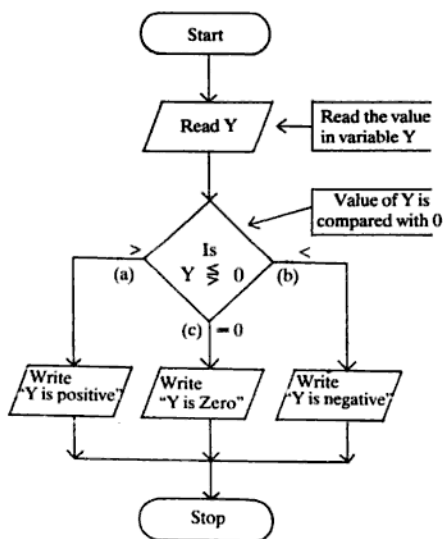 Start
Read Y
Read the value
in variable Y
Value of Y is
compared with 0
>
Is
<
(a)
Y ⋚ 0
(b)
(c) = 0
Write
"Y is positive"
Write
"Y is Zero"
Write
"Y is negative"
Stop